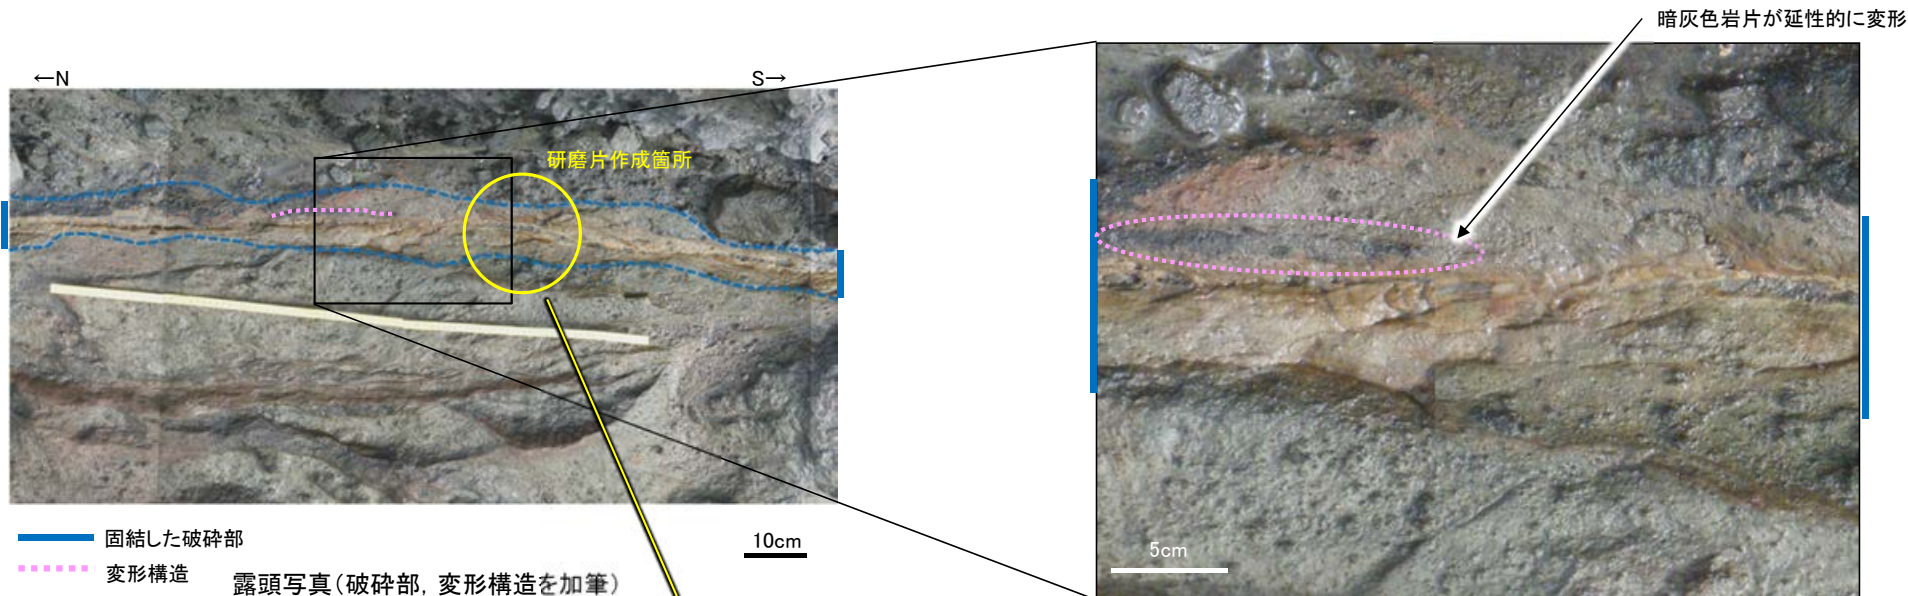 暗灰色岩片が延性的に変形
←N
S→
研磨片作成箇所
固結した破砕部
10cm
変形構造
露頭写真(破砕部, 変形構造を加筆)
5cm